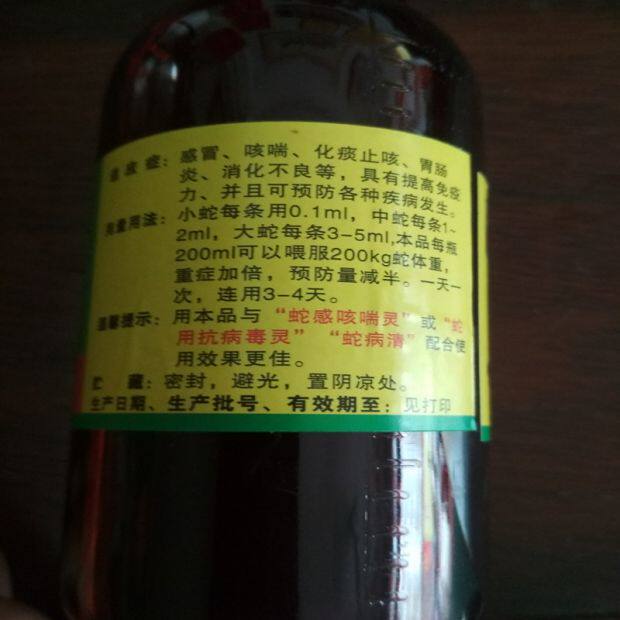 适应症：感冒、咳喘、化痰止咳、胃肠
炎、消化不良等，具有提高免疫
力、并且可预防各种疾病发生。
用量用法：小蛇每条用0.1ml，中蛇每条1~
2ml，大蛇每条3-5ml,本品每瓶
200ml可以喂服200kg蛇体重，
重症加倍，预防量减半。一天一
次，连用3-4天。
温馨提示：用本品与“蛇感咳喘灵”或“蛇
用抗病毒灵”“蛇病清”配合使
用效果更佳。
贮藏：密封，避光，置阴凉处。
生产日期、生产批号、有效期至：见打印